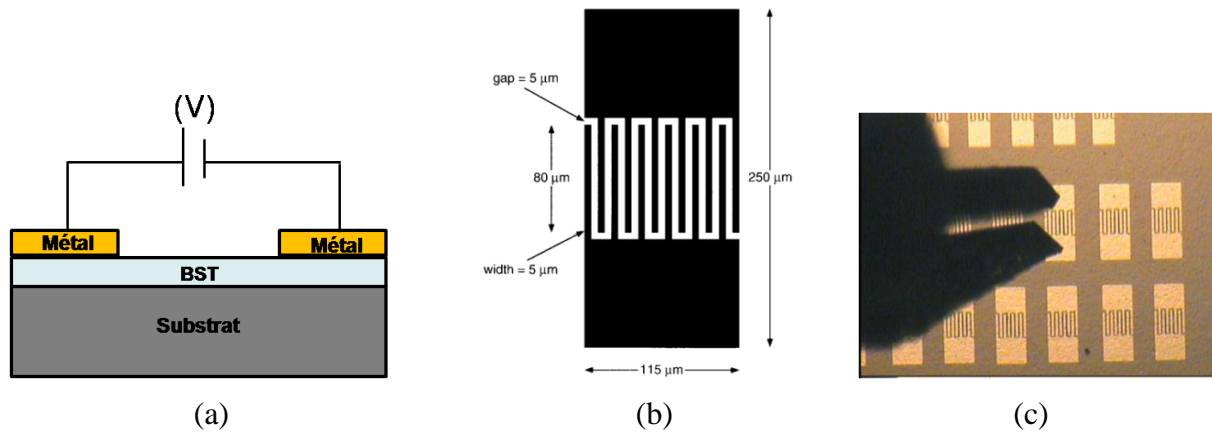 (V)
Métal
Métal
BST
Substrat
gap = 5 µm
80 µm
250 µm
width = 5 µm
115 µm
(a)
(b)
(c)